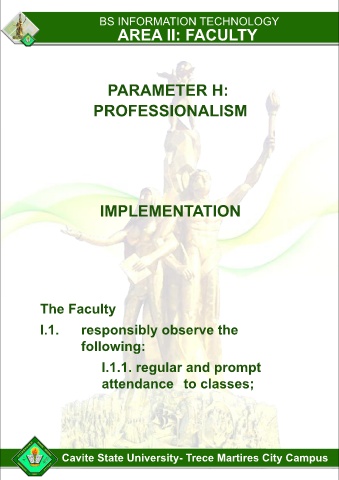 BS INFORMATION TECHNOLOGY
AREA II: FACULTY
PARAMETER H:
PROFESSIONALISM
IMPLEMENTATION
The Faculty
I.1. responsibly observe the
following:
I.1.1. regular and prompt
attendance to classes;
Cavite State University- Trece Martires City Campus